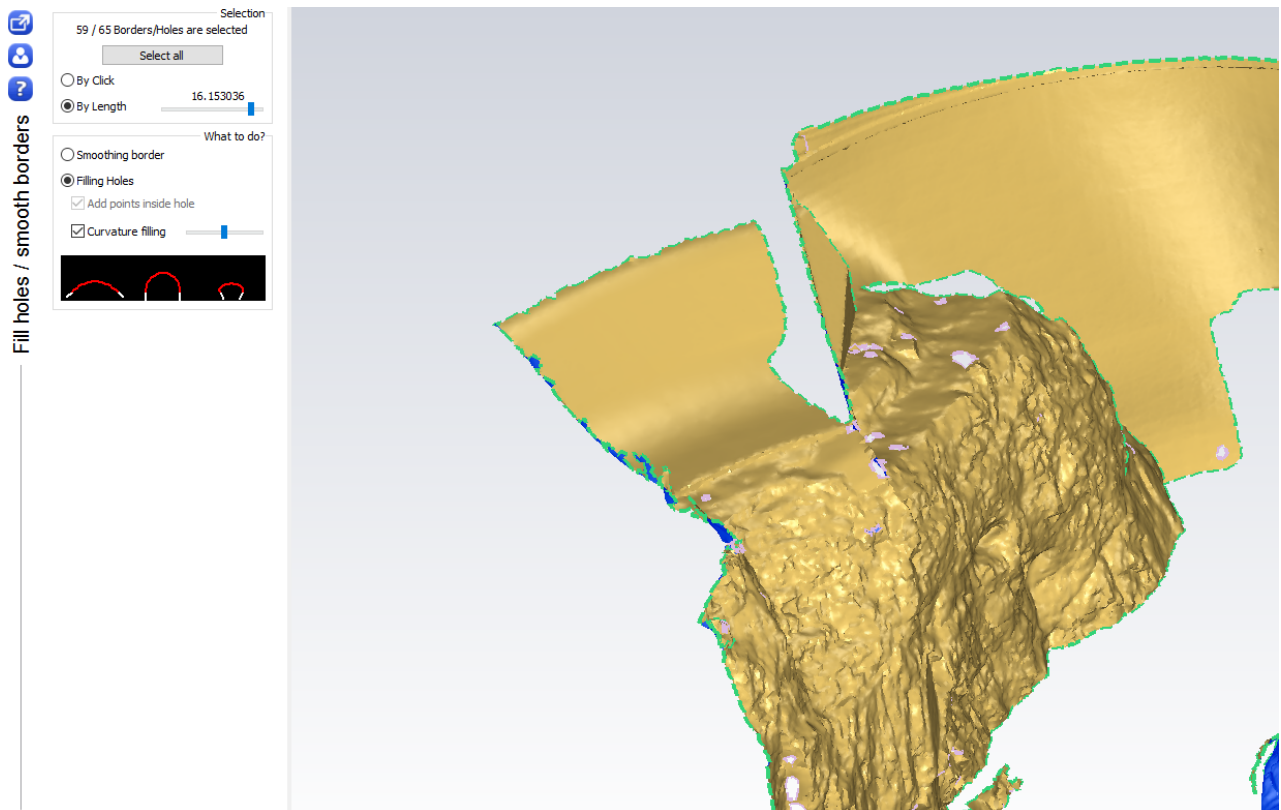 Selection
59 / 65 Borders/Holes are selected
Select all
By Click
By Length
16.153036
What to do?
Smoothing border
Filling Holes
Add points inside hole
Curvature filling
?
Fill holes / smooth borders